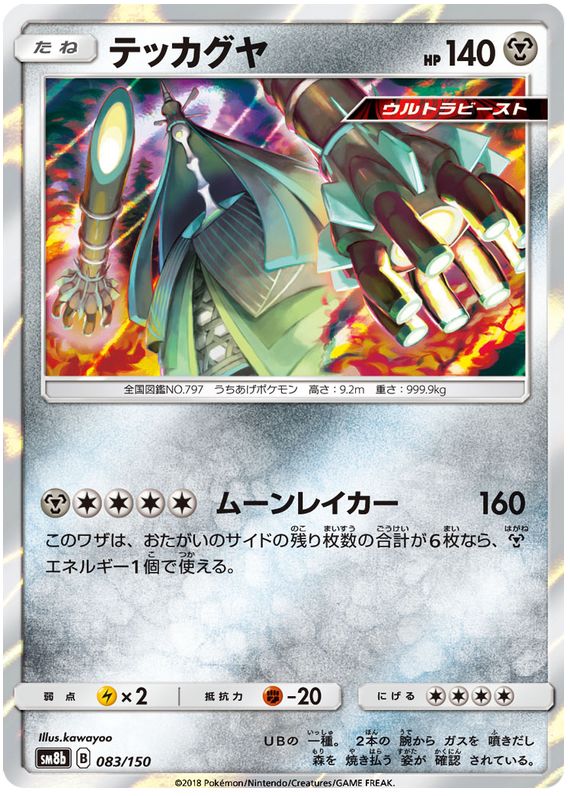 たね テッカグヤ HP 140
ウルトラビースト
全国図鑑NO.797 うちあげポケモン 高さ：9.2m 重さ：999.9kg
ムーンレイカー 160
このワザは、おたがいのサイドの残り枚数の合計が6枚なら、
エネルギー1個で使える。
弱点 ×2 抵抗力 -20 にげる
Illus.kawayoo
SM8b B 083/150
UBの 一種。 2本の 腕から ガスを 噴きだし
森を 焼き払う 姿が 確認 されている。
©2018 Pokémon/Nintendo/Creatures/GAME FREAK.